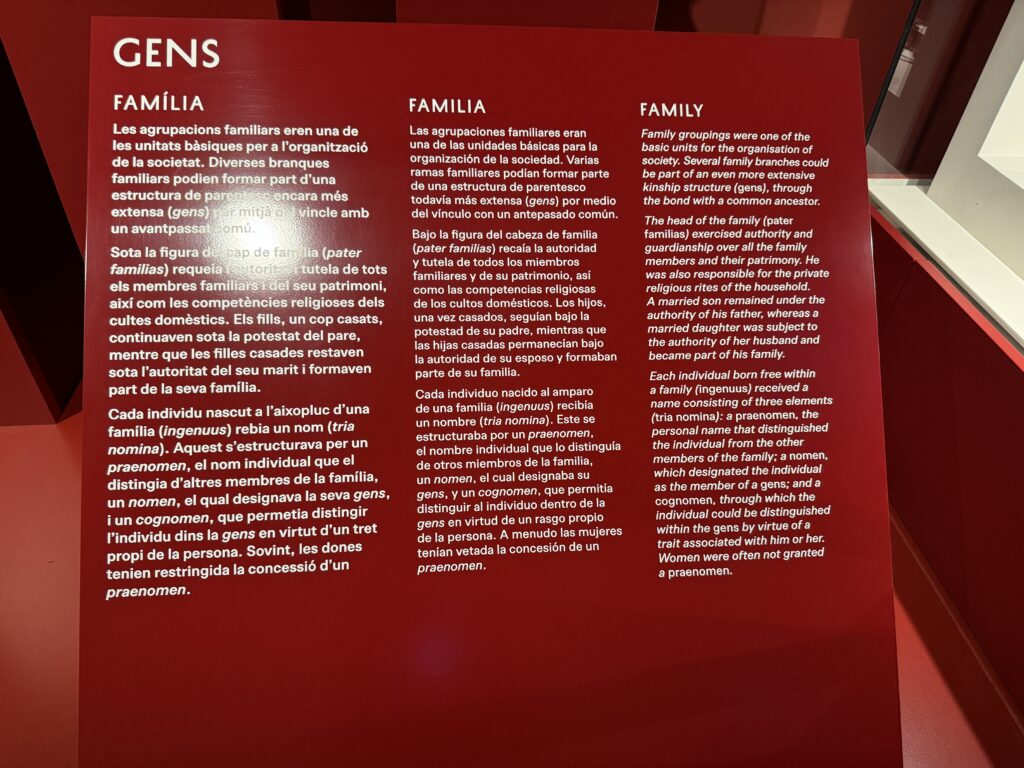 GENS
FAMÍLIA
Les agrupacions familiars eren una de
les unitats bàsiques per a l'organització
de la societat. Diverses branques
familiars podien formar part d'una
estructura de parentesc encara més
extensa (gens) per mitjà del vincle amb
un avantpassat comú.
Sota la figura del cap de família (pater
familias) requeia l'autoritat i tutela de tots
els membres familiars i del seu patrimoni,
així com les competències religioses dels
cultes domèstics. Els fills, un cop casats,
continuaven sota la potestat del pare,
mentre que les filles casades restaven
sota l'autoritat del seu marit i formaven
part de la seva família.
Cada individu nascut a l'aixopluc d'una
família (ingenuus) rebia un nom (tria
nomina). Aquest s'estructurava per un
praenomen, el nom individual que el
distingia d'altres membres de la família,
un nomen, el qual designava la seva gens,
i un cognomen, que permetia distingir
l'individu dins la gens en virtut d'un tret
propi de la persona. Sovint, les dones
tenien restringida la concessió d'un
praenomen.
FAMILIA
Las agrupaciones familiares eran
una de las unidades básicas para la
organización de la sociedad. Varias
ramas familiares podían formar parte
de una estructura de parentesco
todavía más extensa (gens) por medio
del vínculo con un antepasado común.
Bajo la figura del cabeza de familia
(pater familias) recaía la autoridad
y tutela de todos los miembros
familiares y de su patrimonio, así
como las competencias religiosas
de los cultos domésticos. Los hijos,
una vez casados, seguían bajo la
potestad de su padre, mientras que
las hijas casadas permanecían bajo
la autoridad de su esposo y formaban
parte de su familia.
Cada individuo nacido al amparo
de una familia (ingenuus) recibía
un nombre (tria nomina). Este se
estructuraba por un praenomen,
el nombre individual que lo distinguía
de otros miembros de la familia,
un nomen, el cual designaba su
gens, y un cognomen, que permitía
distinguir al individuo dentro de la
gens en virtud de un rasgo propio
de la persona. A menudo las mujeres
tenían vetada la concesión de un
praenomen.
FAMILY
Family groupings were one of the
basic units for the organisation of
society. Several family branches could
be part of an even more extensive
kinship structure (gens), through
the bond with a common ancestor.
The head of the family (pater
familias) exercised authority and
guardianship over all the family
members and their patrimony. He
was also responsible for the private
religious rites of the household.
A married son remained under the
authority of his father, whereas a
married daughter was subject to
the authority of her husband and
became part of his family.
Each individual born free within
a family (ingenuus) received a
name consisting of three elements
(tria nomina): a praenomen, the
personal name that distinguished
the individual from the other
members of the family; a nomen,
which designated the individual
as the member of a gens; and a
cognomen, through which the
individual could be distinguished
within the gens by virtue of a
trait associated with him or her.
Women were often not granted
a praenomen.